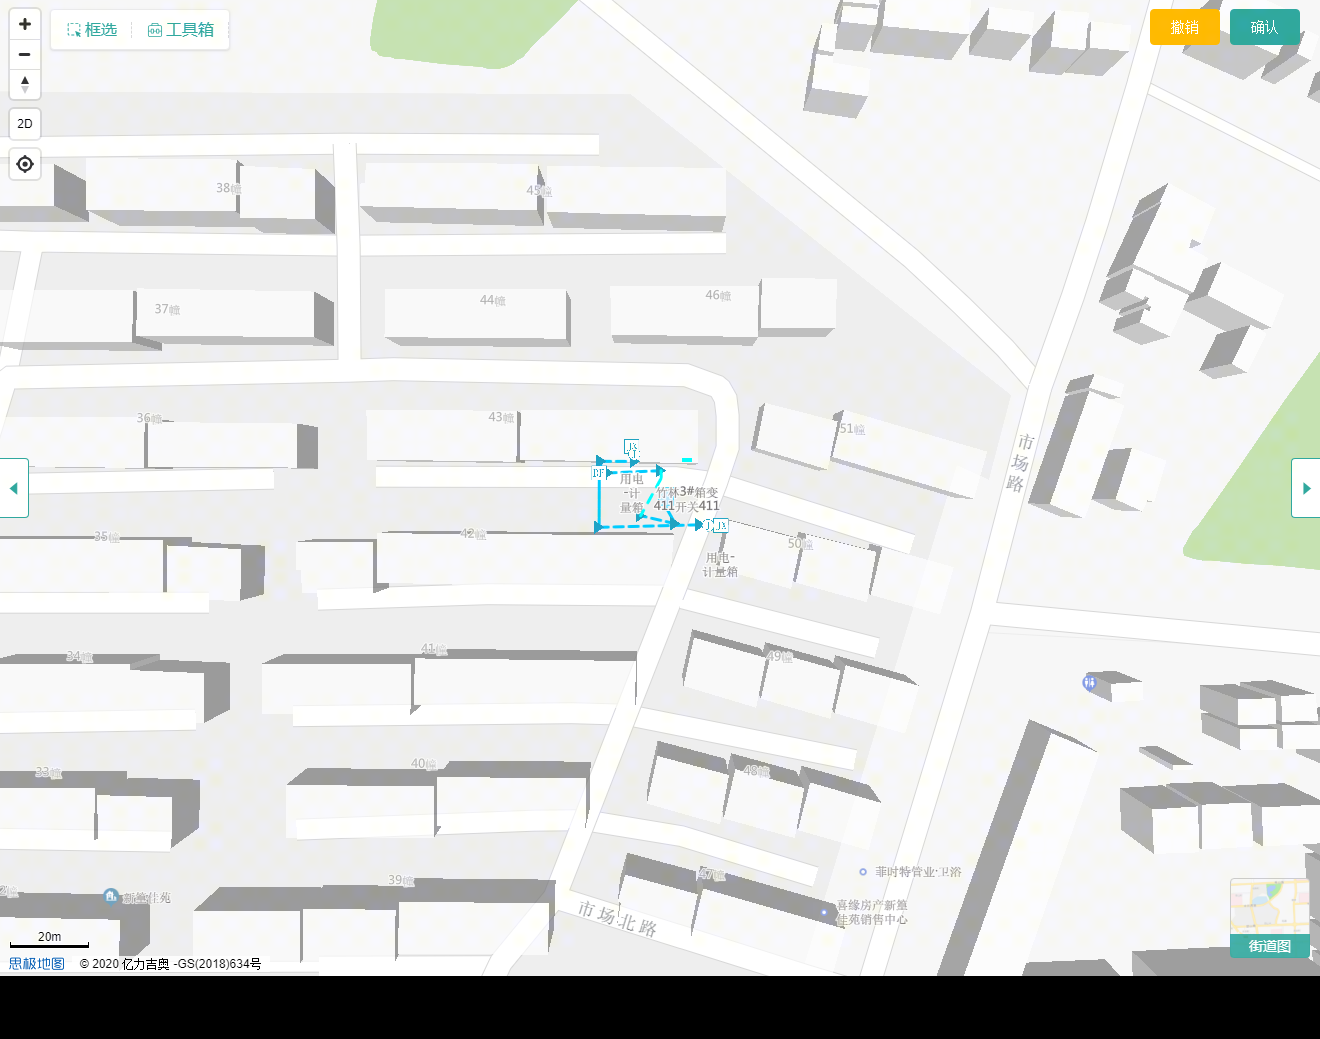 框选
工具箱
撤销
确认
2D
38幢
45幢
37幢
44幢
46幢
36幢
43幢
51幢
市场路
JX
PF
用电
-计
量箱
竹林3#箱变
411开关411
JX
35幢
42幢
50幢
用电-
计量箱
34幢
41幢
49幢
33幢
40幢
48幢
39幢
47幢
新篁佳苑
菲时特管业·卫浴
喜缘房产新篁
佳苑销售中心
市场北路
20m
思极地图
© 2020 亿力吉奥 -GS(2018)634号
街道图